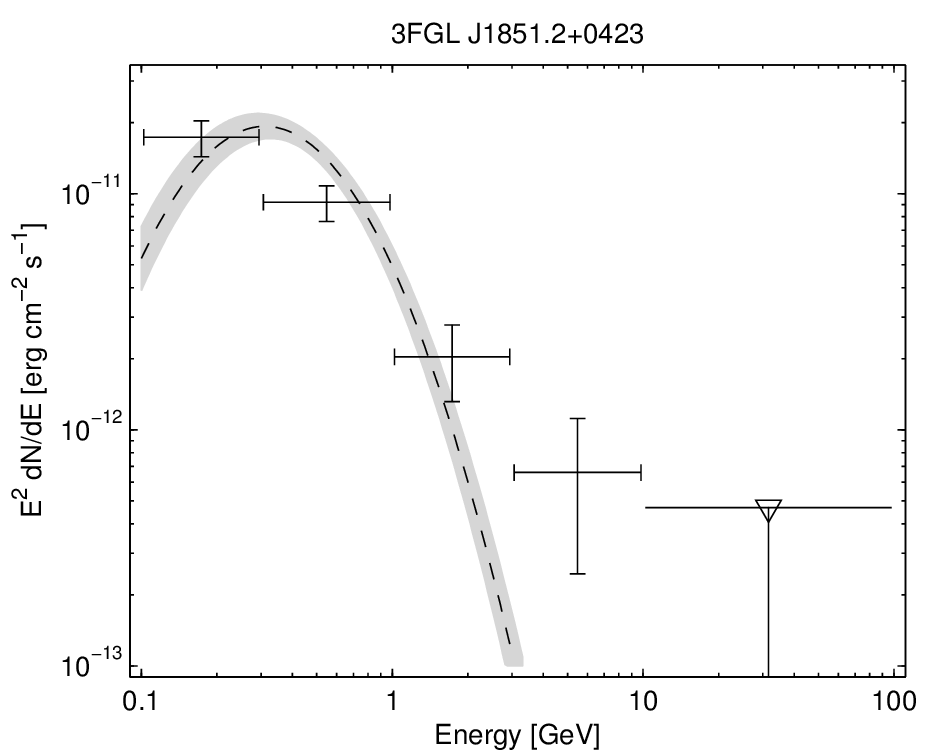 3FGL J1851.2+0423
10⁻¹¹
10⁻¹²
10⁻¹³
E² dN/dE [erg cm⁻² s⁻¹]
0.1 1 10 100
Energy [GeV]